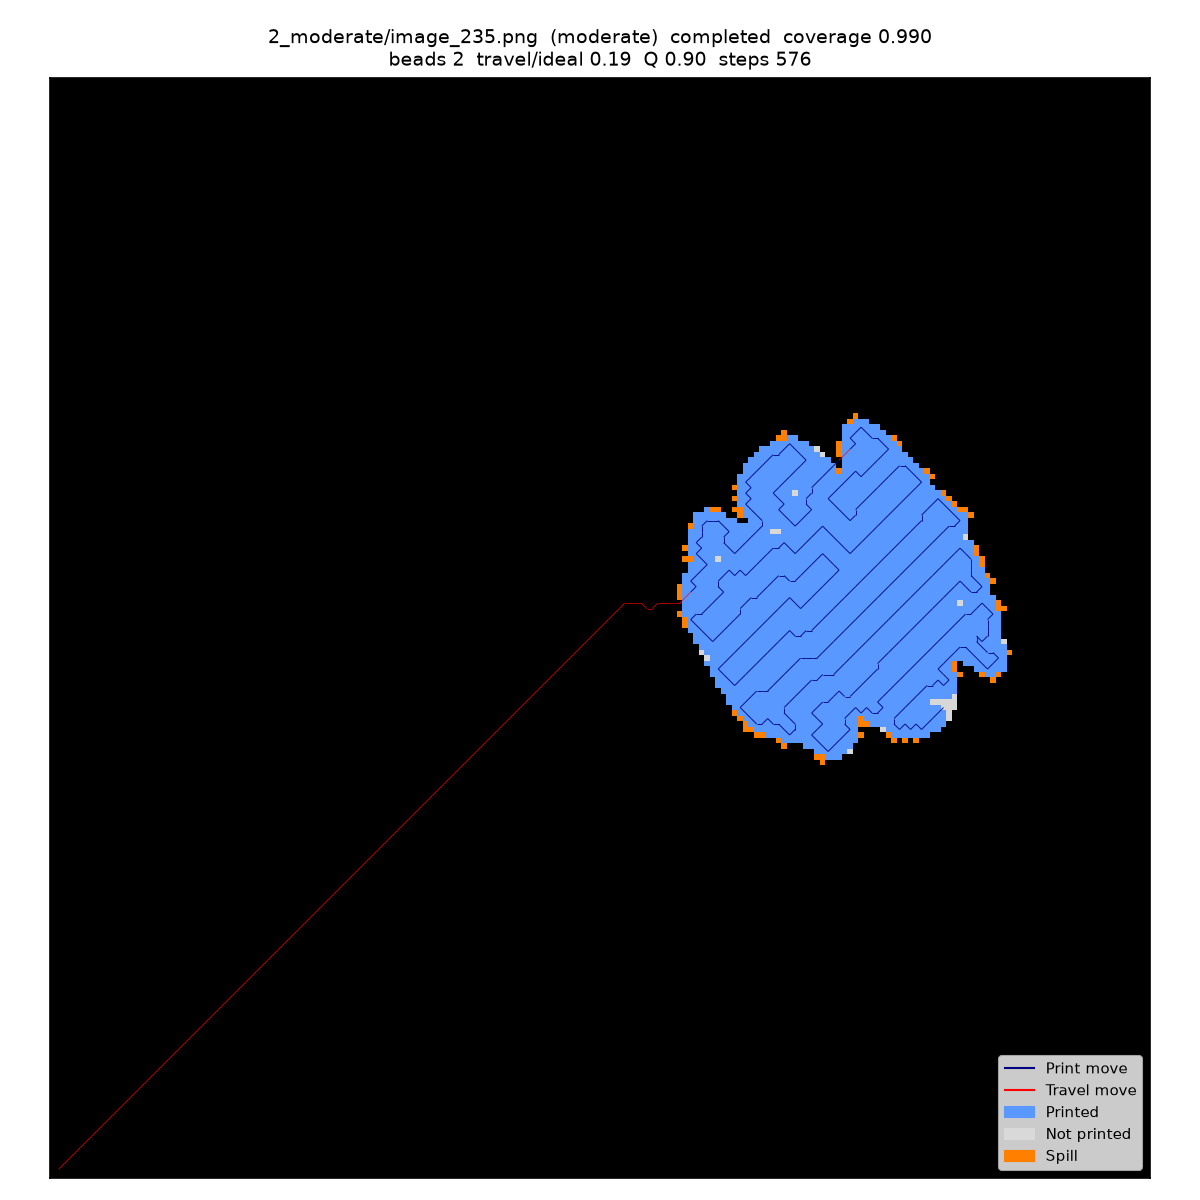 2_moderate/image_235.png  (moderate)  completed  coverage 0.990
beads 2  travel/ideal 0.19  Q 0.90  steps 576
Print move
Travel move
Printed
Not printed
Spill